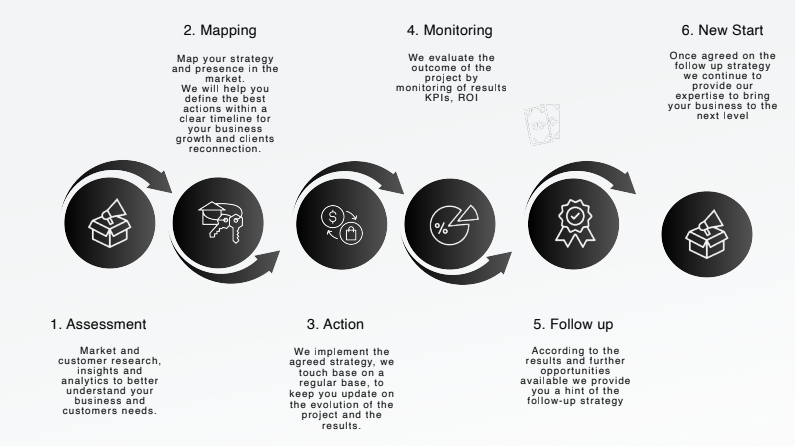 2. Mapping
Map your strategy
and presence in the
market.
We will help you
define the best
actions within a
clear timeline for
your business
growth and clients
reconnection.
4. Monitoring
We evaluate the
outcome of the
project by
monitoring of results
KPIs, ROI
6. New Start
Once agreed on the
follow up strategy
we continue to
provide our
expertise to bring
your business to the
next level
$
%
%
1. Assessment
Market and
customer research,
insights and
analytics to better
understand your
business and
customers needs.
3. Action
We implement the
agreed strategy, we
touch base on a
regular base, to
keep you update on
the evolution of the
project and the
results.
5. Follow up
According to the
results and further
opportunities
available we provide
you a hint of the
follow-up strategy